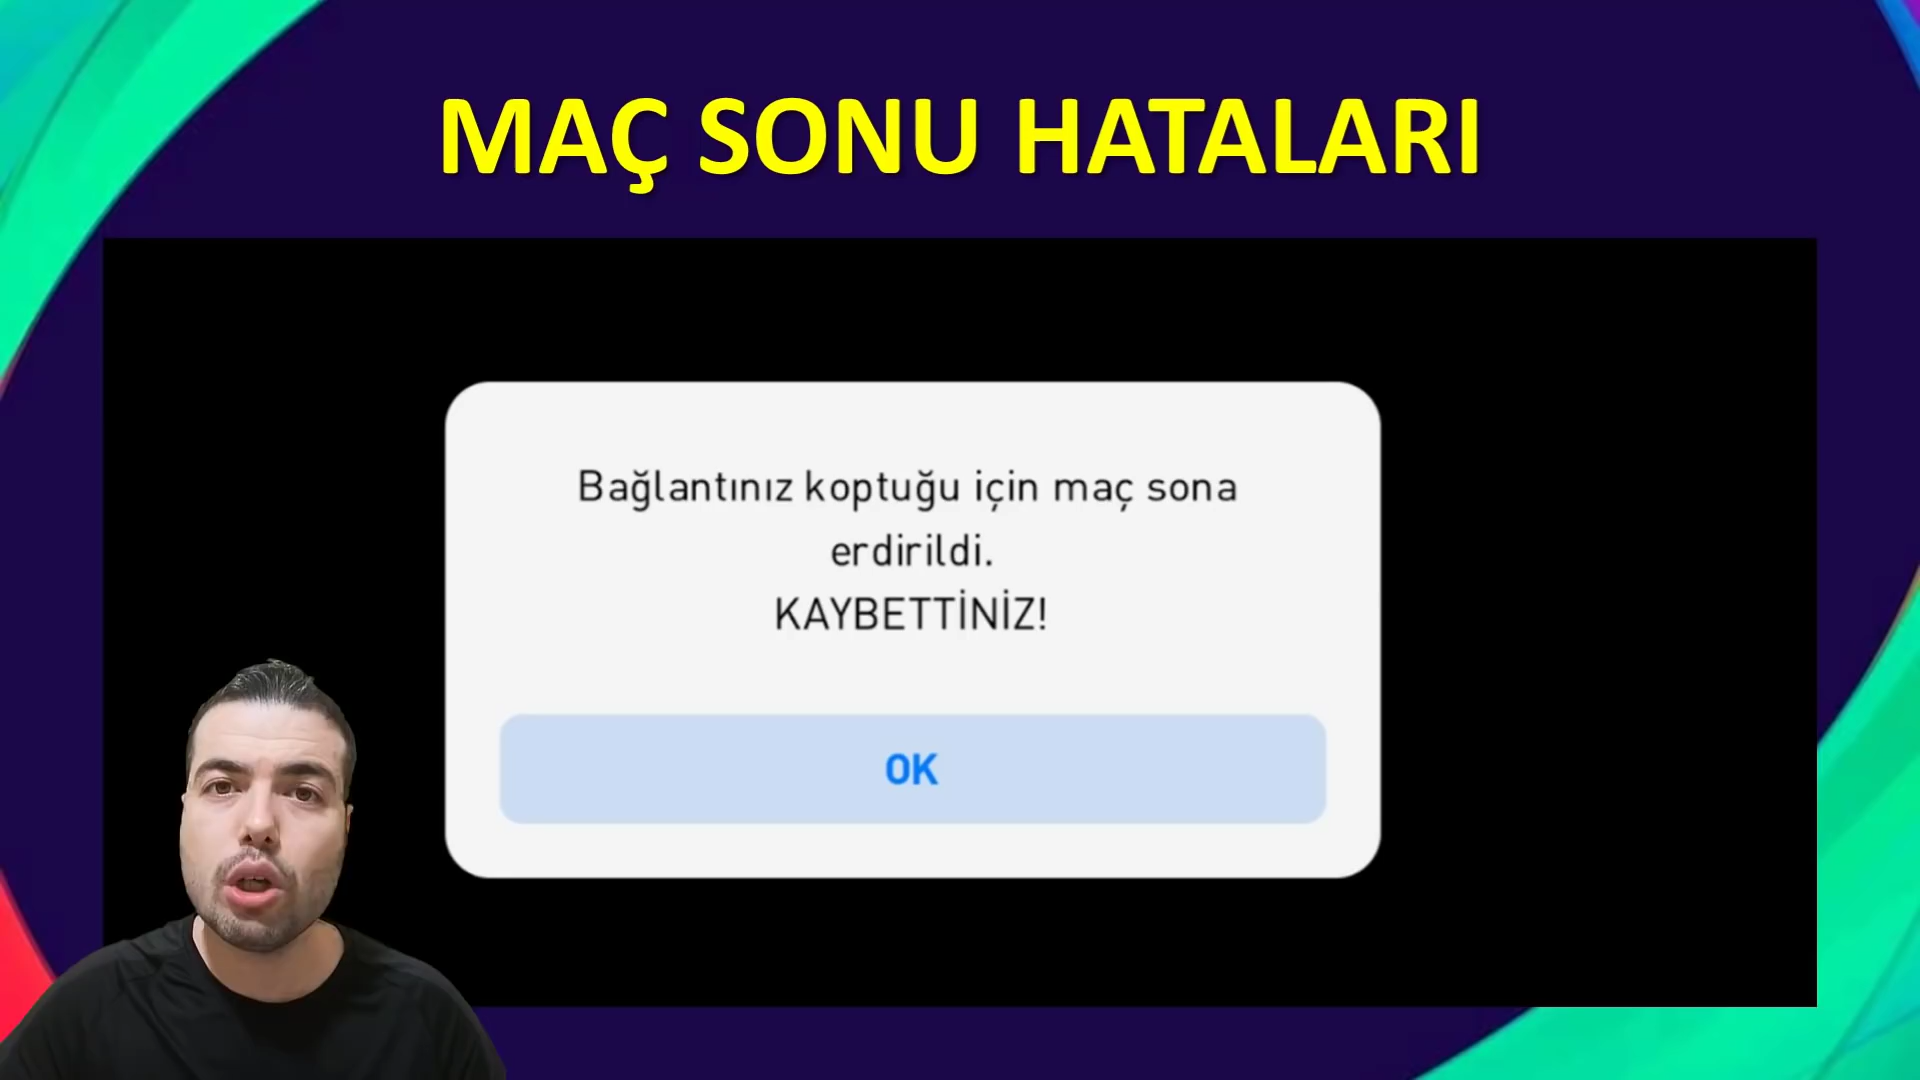 MAÇ SONU HATALARI
Bağlantınız koptuğu için maç sona
erdirildi.
KAYBETTİNİZ!
OK